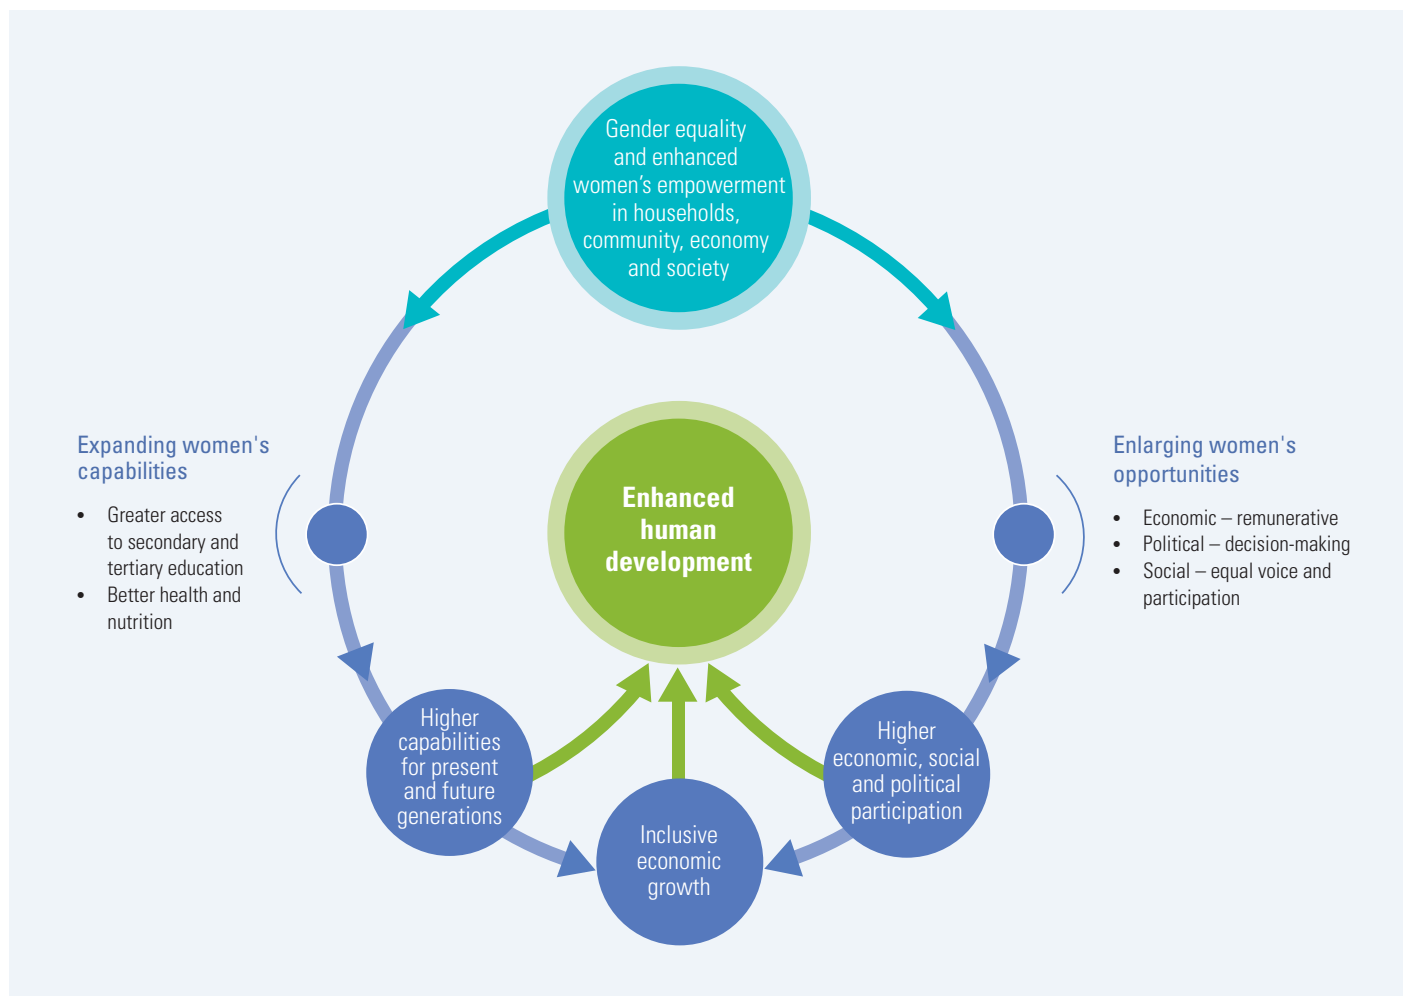 Gender equality
and enhanced
women’s empowerment
in households,
community, economy
and society
Expanding women's
capabilities
• Greater access
to secondary and
tertiary education
• Better health and
nutrition
Enhanced
human
development
Enlarging women's
opportunities
• Economic – remunerative
• Political – decision-making
• Social – equal voice and
participation
Higher
capabilities
for present
and future
generations
Inclusive
economic
growth
Higher
economic, social
and political
participation